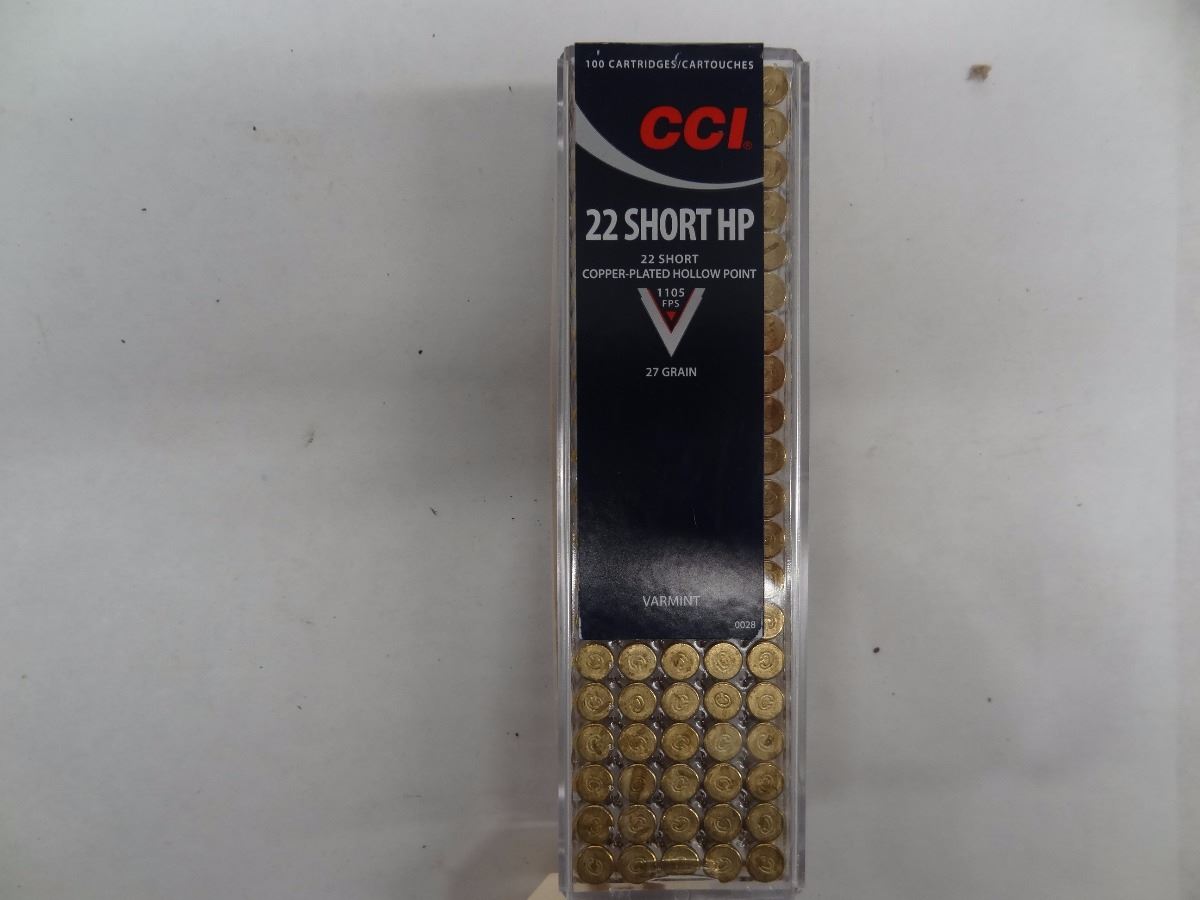 100 CARTRIDGES/CARTOUCHES
CCI®
22 SHORT HP
22 SHORT
COPPER-PLATED HOLLOW POINT
1105
FPS
27 GRAIN
VARMINT
0028